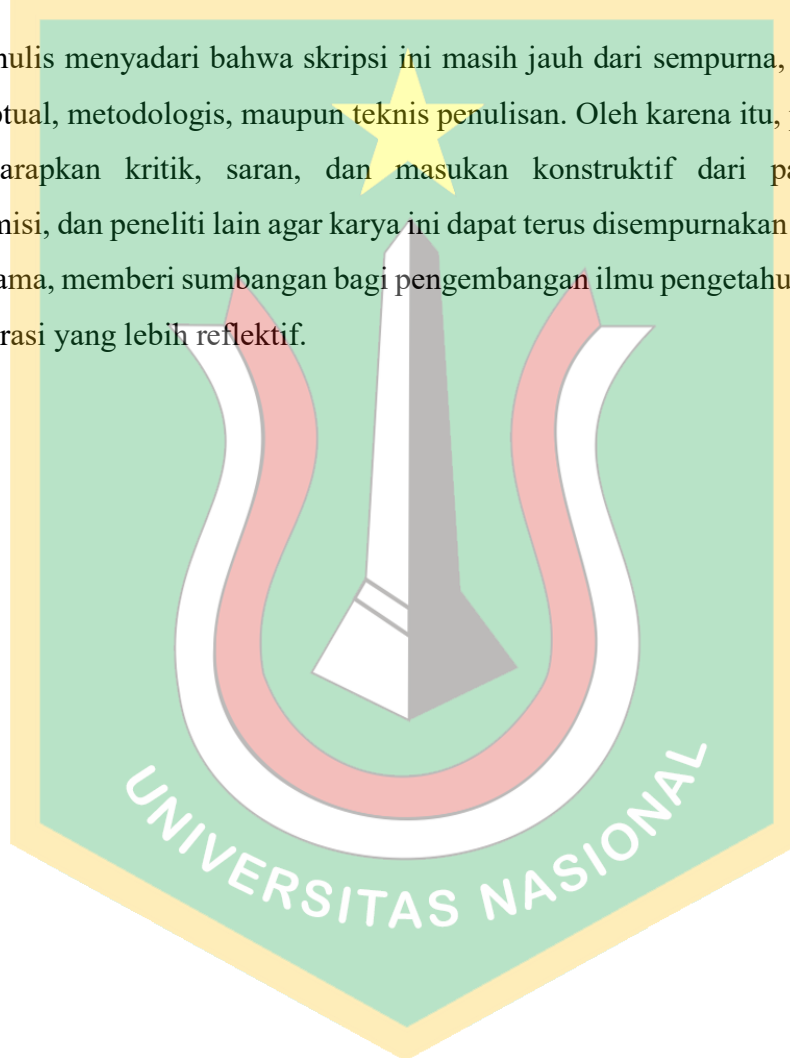 nulis menyadari bahwa skripsi ini masih jauh dari sempurna,
ptual, metodologis, maupun teknis penulisan. Oleh karena itu, p
arapkan kritik, saran, dan masukan konstruktif dari pa
nisi, dan peneliti lain agar karya ini dapat terus disempurnakan
ama, memberi sumbangan bagi pengembangan ilmu pengetahu
rasi yang lebih reflektif.
UNIVERSITAS NASIONAL